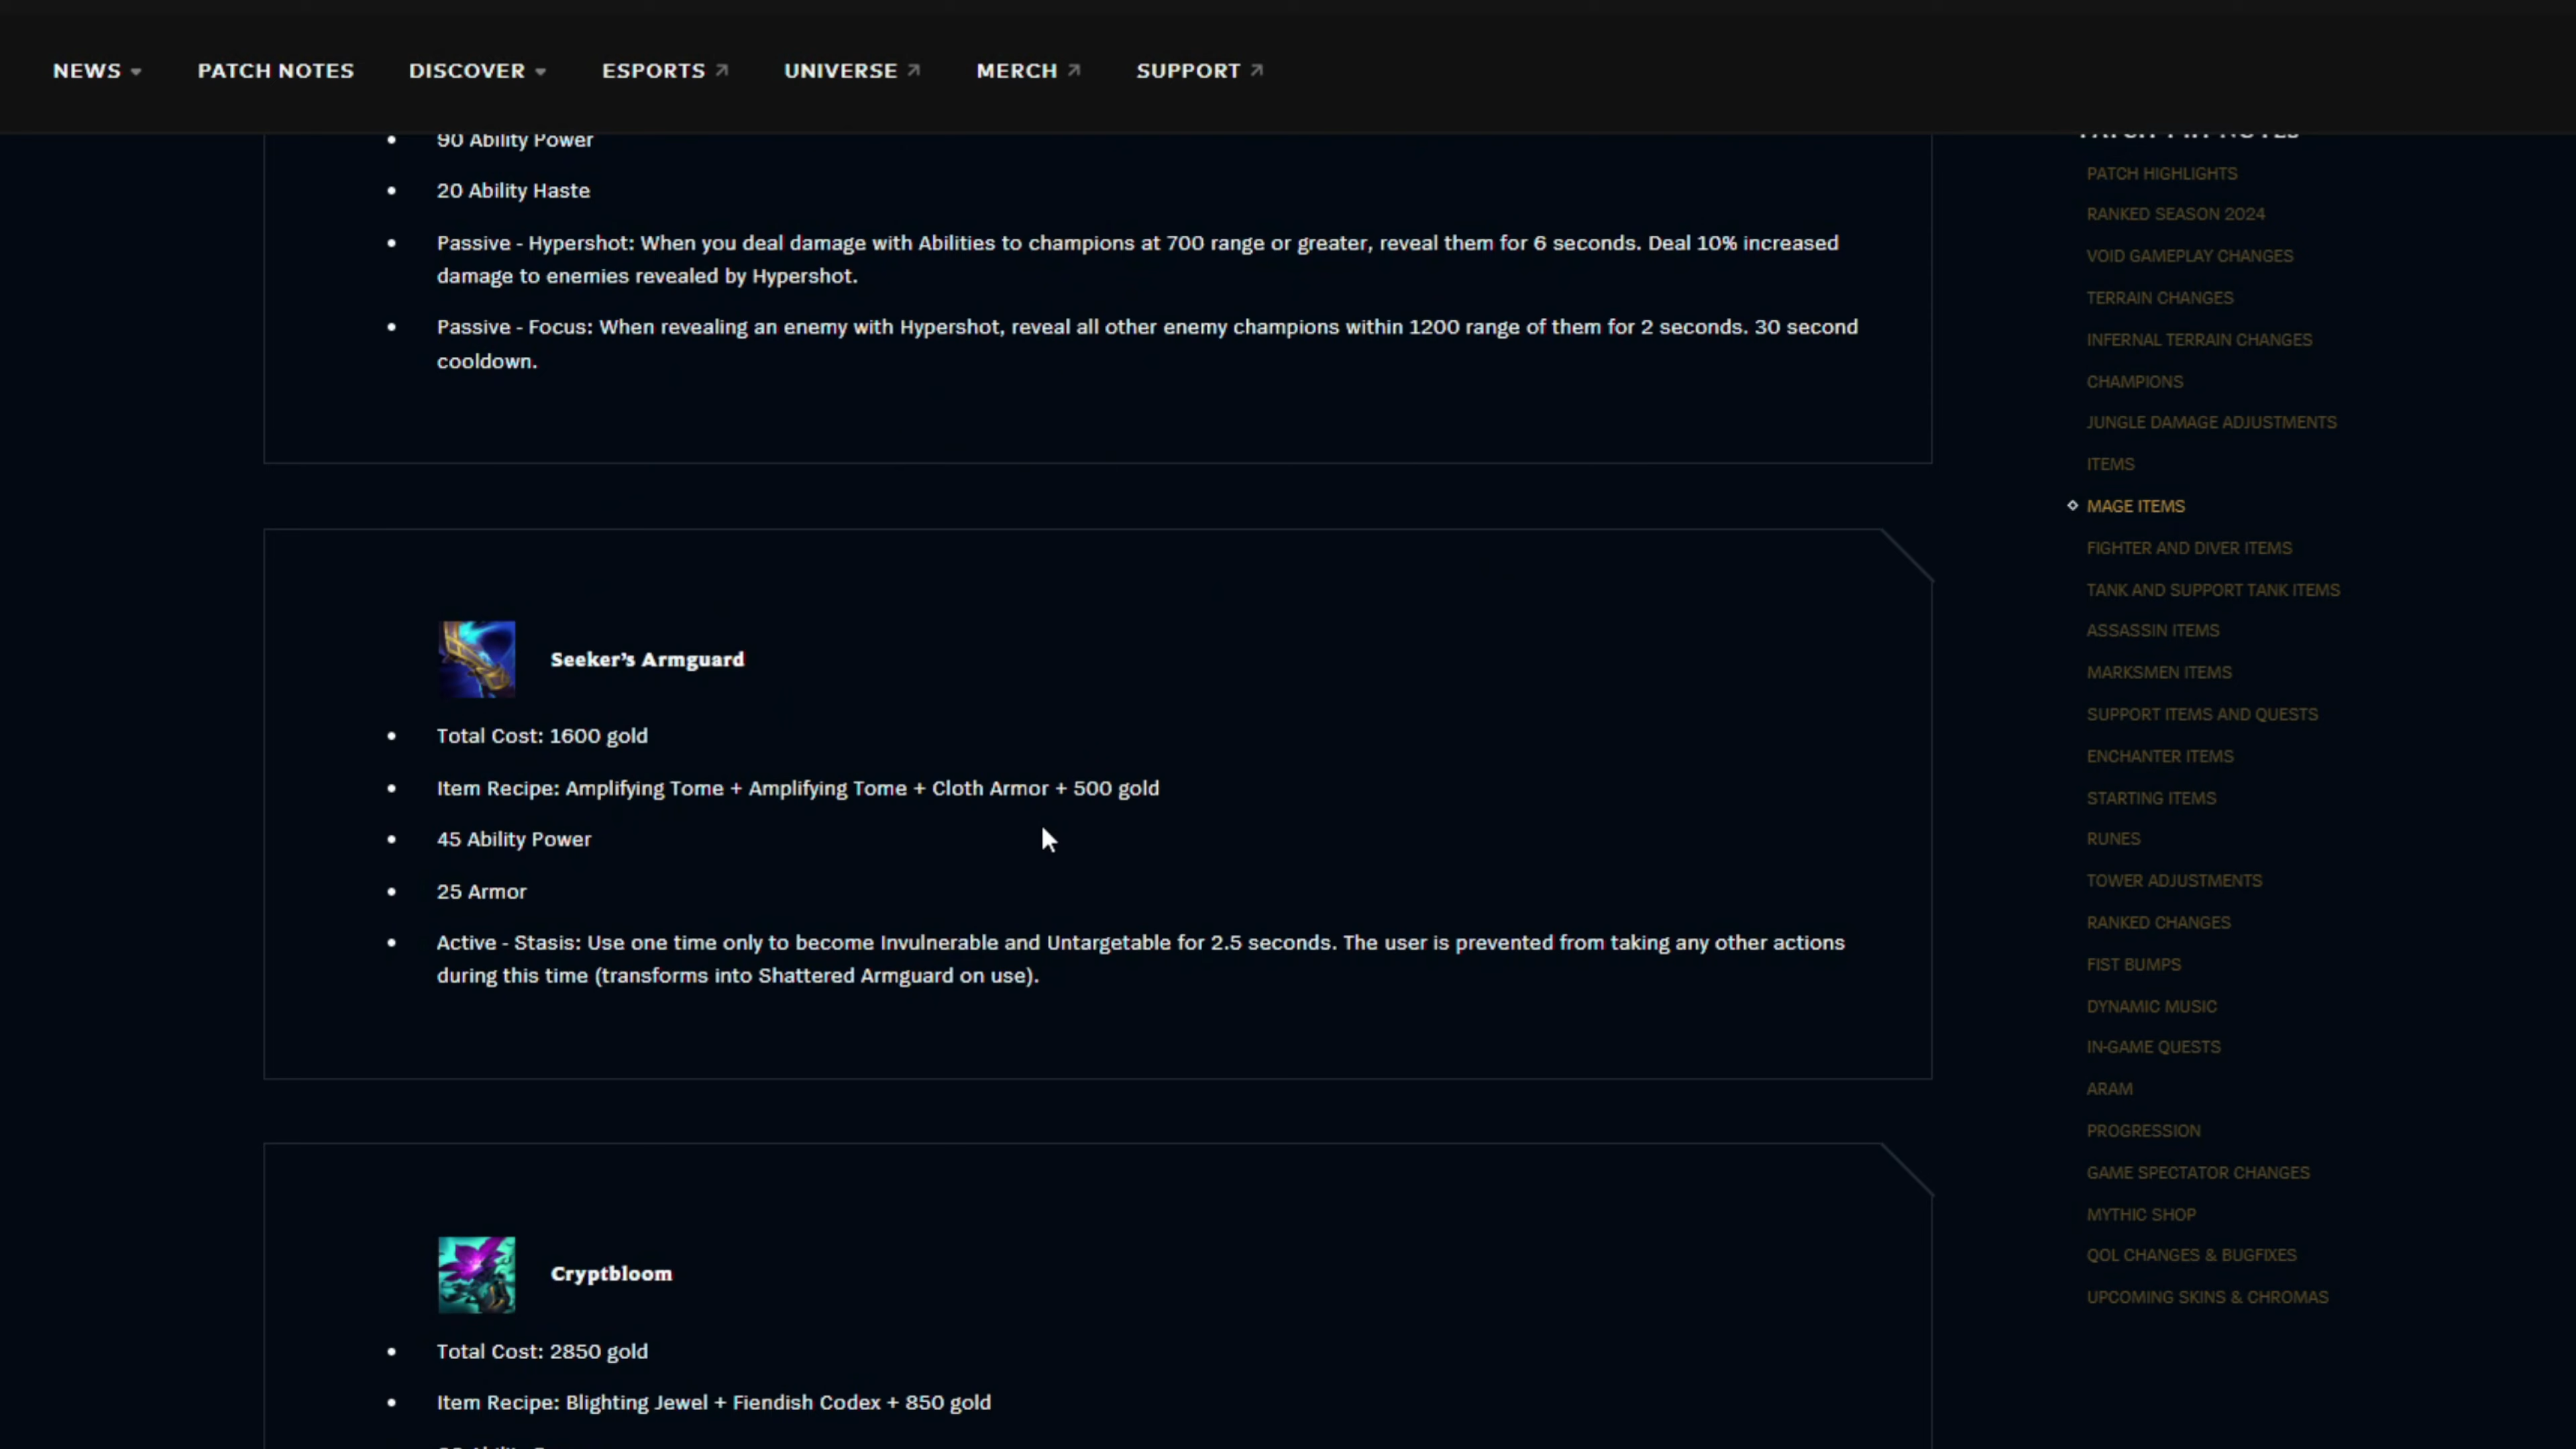 NEWS PATCH NOTES DISCOVER ESPORTS UNIVERSE MERCH SUPPORT
90 Ability Power
20 Ability Haste
Passive - Hypershot: When you deal damage with Abilities to champions at 700 range or greater, reveal them for 6 seconds. Deal 10% increased
damage to enemies revealed by Hypershot.
Passive - Focus: When revealing an enemy with Hypershot, reveal all other enemy champions within 1200 range of them for 2 seconds. 30 second
cooldown.
Seeker’s Armguard
Total Cost: 1600 gold
Item Recipe: Amplifying Tome + Amplifying Tome + Cloth Armor + 500 gold
45 Ability Power
25 Armor
Active - Stasis: Use one time only to become Invulnerable and Untargetable for 2.5 seconds. The user is prevented from taking any other actions
during this time (transforms into Shattered Armguard on use).
Cryptbloom
Total Cost: 2850 gold
Item Recipe: Blighting Jewel + Fiendish Codex + 850 gold
NOTES
PATCH HIGHLIGHTS
RANKED SEASON 2024
VOID GAMEPLAY CHANGES
TERRAIN CHANGES
INFERNAL TERRAIN CHANGES
CHAMPIONS
JUNGLE DAMAGE ADJUSTMENTS
ITEMS
MAGE ITEMS
FIGHTER AND DIVER ITEMS
TANK AND SUPPORT TANK ITEMS
ASSASSIN ITEMS
MARKSMEN ITEMS
SUPPORT ITEMS AND QUESTS
ENCHANTER ITEMS
STARTING ITEMS
RUNES
TOWER ADJUSTMENTS
RANKED CHANGES
FIST BUMPS
DYNAMIC MUSIC
IN-GAME QUESTS
ARAM
PROGRESSION
GAME SPECTATOR CHANGES
MYTHIC SHOP
QOL CHANGES & BUGFIXES
UPCOMING SKINS & CHROMAS